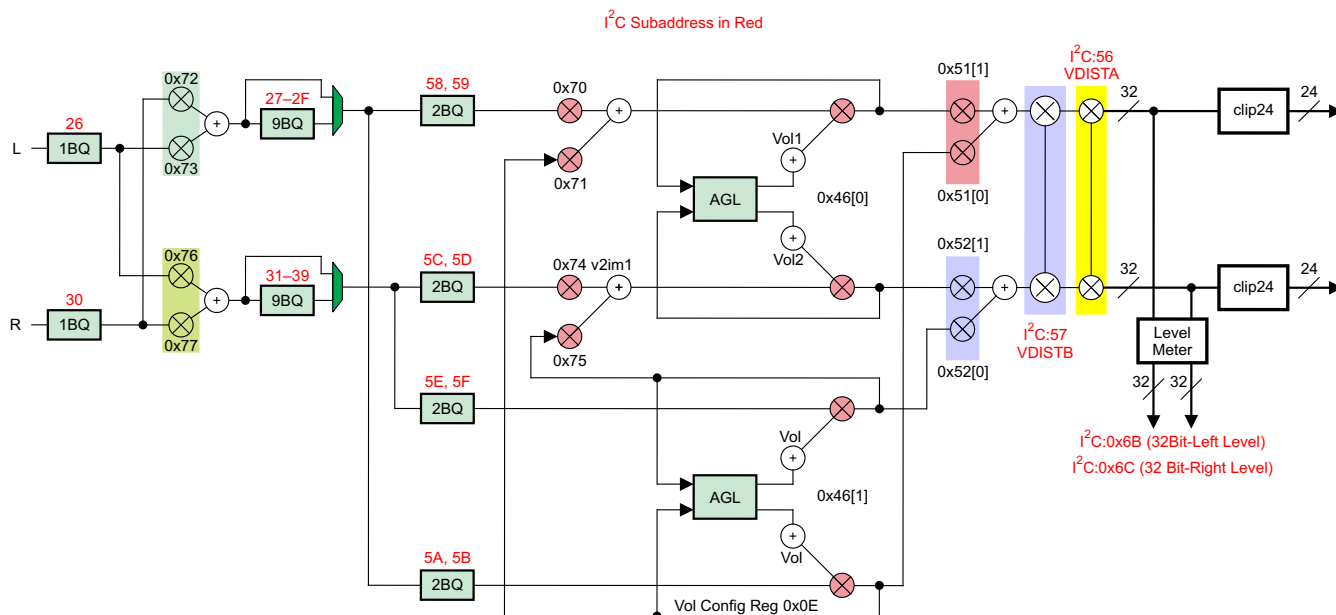 I²C Subaddress in Red
L
26
1BQ
0x72
0x73
27–2F
9BQ
58, 59
2BQ
0x70
0x71
Vol1
AGL
0x46[0]
Vol2
0x51[1]
0x51[0]
I²C:56
VDISTA
32
clip24
24
R
30
1BQ
0x76
0x77
31–39
9BQ
5C, 5D
2BQ
0x74 v2im1
0x75
0x52[1]
0x52[0]
I²C:57
VDISTB
32
clip24
24
Level
Meter
32
32
I²C:0x6B (32Bit-Left Level)
I²C:0x6C (32 Bit-Right Level)
5E, 5F
2BQ
Vol
AGL
0x46[1]
Vol
5A, 5B
2BQ
Vol Config Reg 0x0E